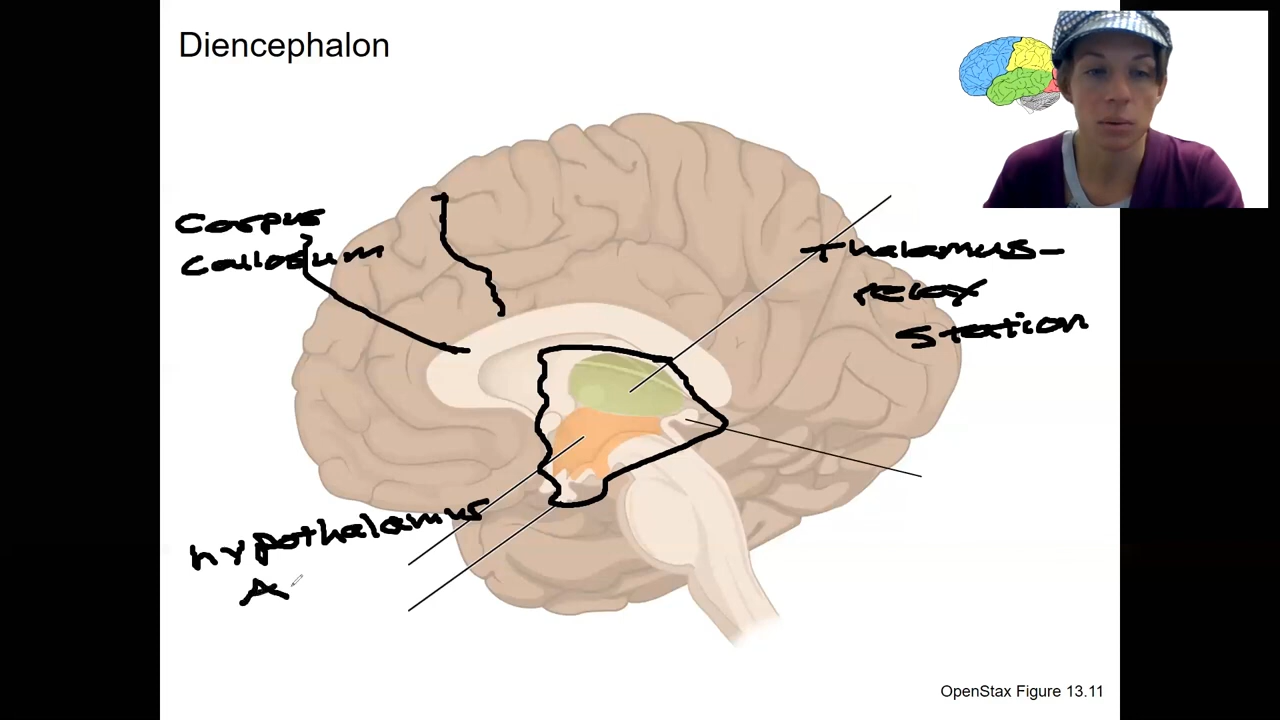 Diencephalon
Corpus
Callosum
thalamus-
relay
station
hypothalamus
A
OpenStax Figure 13.11